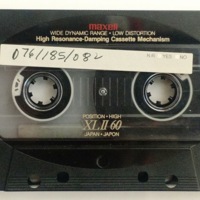 maxell
WIDE DYNAMIC RANGE • LOW DISTORTION
High Resonance-Damping Cassette Mechanism
076/185/082
POSITION • HIGH
XLII 60
JAPAN • JAPON